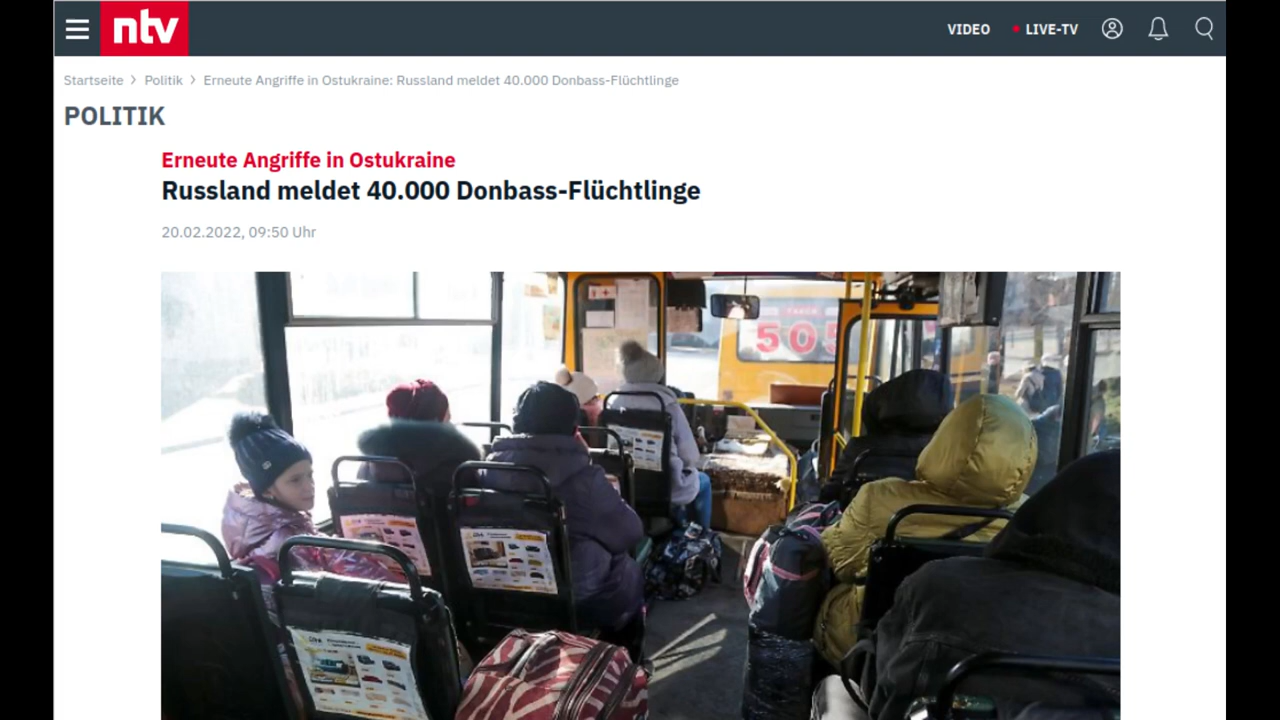 ntv
VIDEO
LIVE-TV
Startseite > Politik > Erneute Angriffe in Ostukraine: Russland meldet 40.000 Donbass-Flüchtlinge
POLITIK
Erneute Angriffe in Ostukraine
Russland meldet 40.000 Donbass-Flüchtlinge
20.02.2022, 09:50 Uhr
505